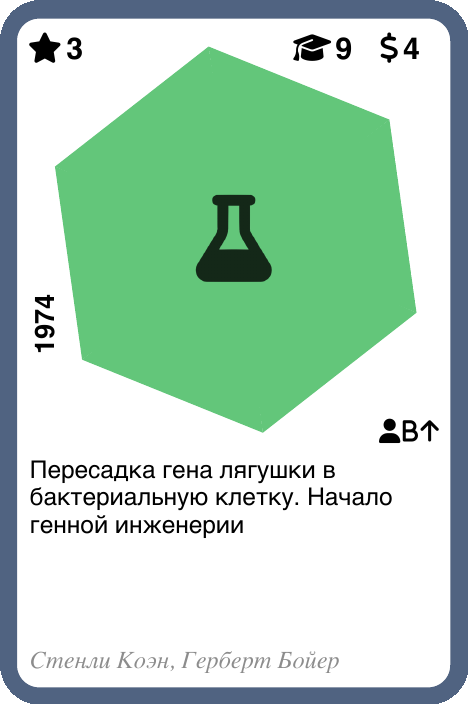 3
9 $4
1974
B↑
Пересадка гена лягушки в
бактериальную клетку. Начало
генной инженерии
Стенли Коэн, Герберт Бойер